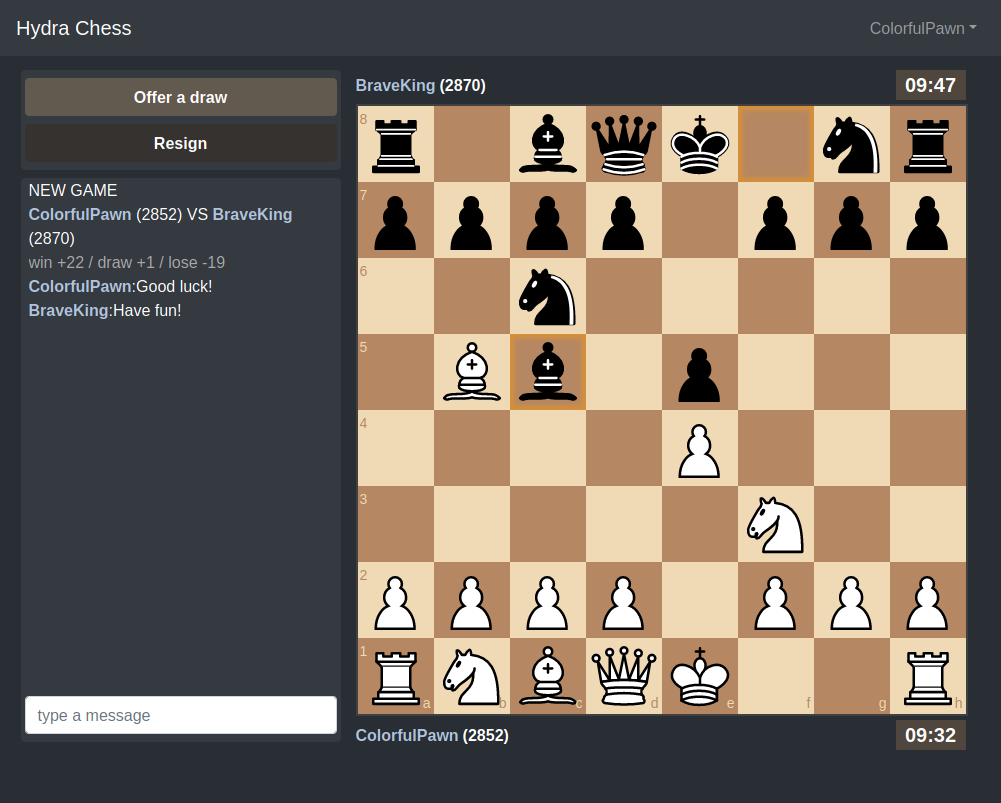 Hydra Chess
ColorfulPawn
Offer a draw
Resign
NEW GAME
ColorfulPawn (2852) VS BraveKing
(2870)
win +22 / draw +1 / lose -19
ColorfulPawn:Good luck!
BraveKing:Have fun!
type a message
BraveKing (2870)
09:47
8
7
6
5
4
3
2
1
a b c d e f g h
ColorfulPawn (2852)
09:32